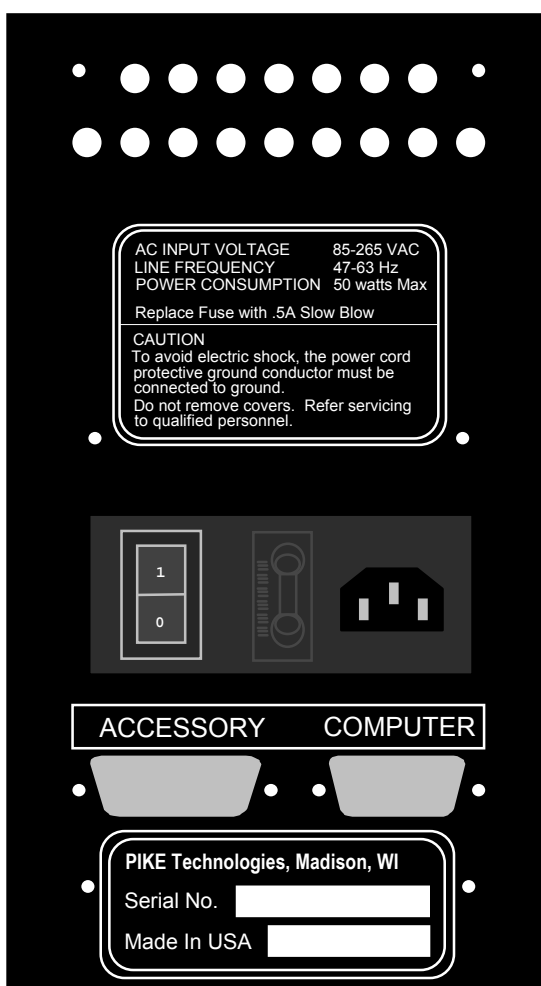 AC INPUT VOLTAGE 85-265 VAC
LINE FREQUENCY 47-63 Hz
POWER CONSUMPTION 50 watts Max
Replace Fuse with .5A Slow Blow
CAUTION
To avoid electric shock, the power cord
protective ground conductor must be
connected to ground.
Do not remove covers. Refer servicing
to qualified personnel.
1
0
ACCESSORY COMPUTER
PIKE Technologies, Madison, WI
Serial No.
Made In USA